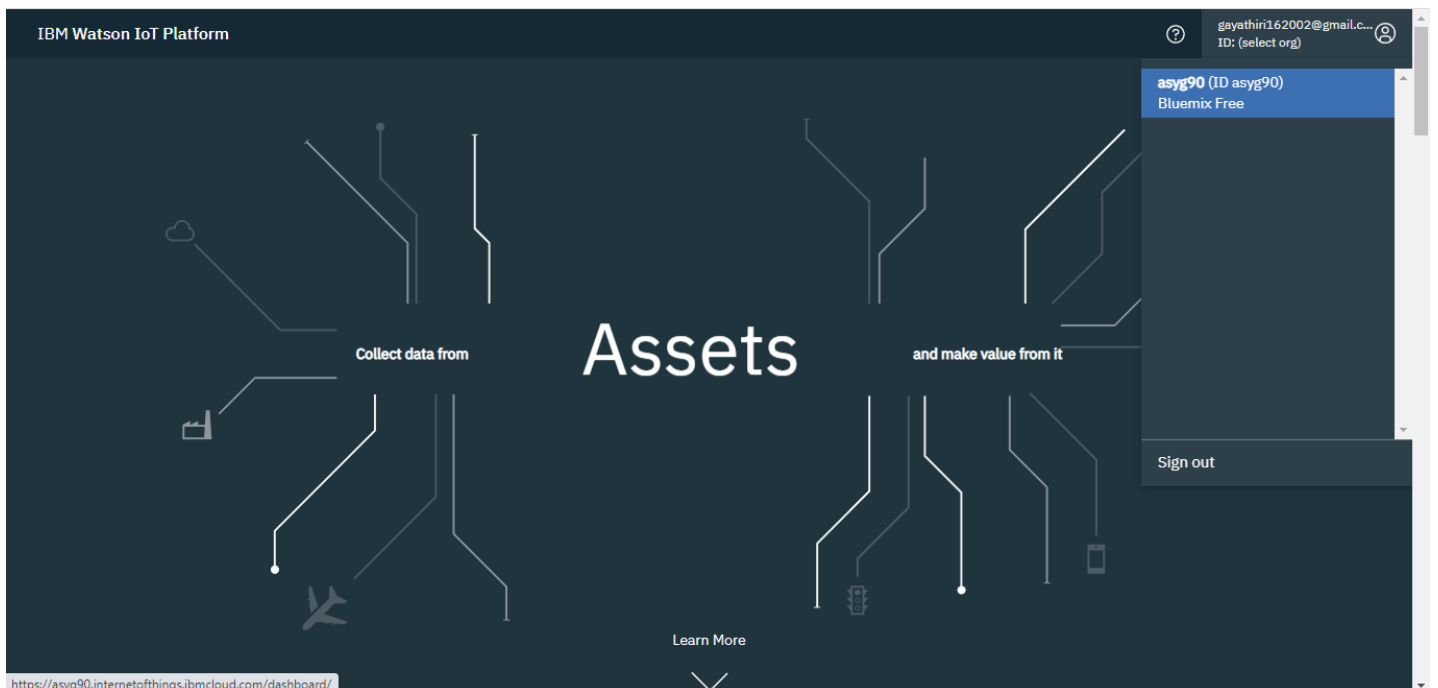 IBM Watson IoT Platform
gayathiri162002@gmail.c...
ID: (select org)
asyg90 (ID asyg90)
Bluemix Free
Collect data from
Assets
and make value from it
Sign out
Learn More
https://asyg90.internetofthings.ibmcloud.com/dashboard/